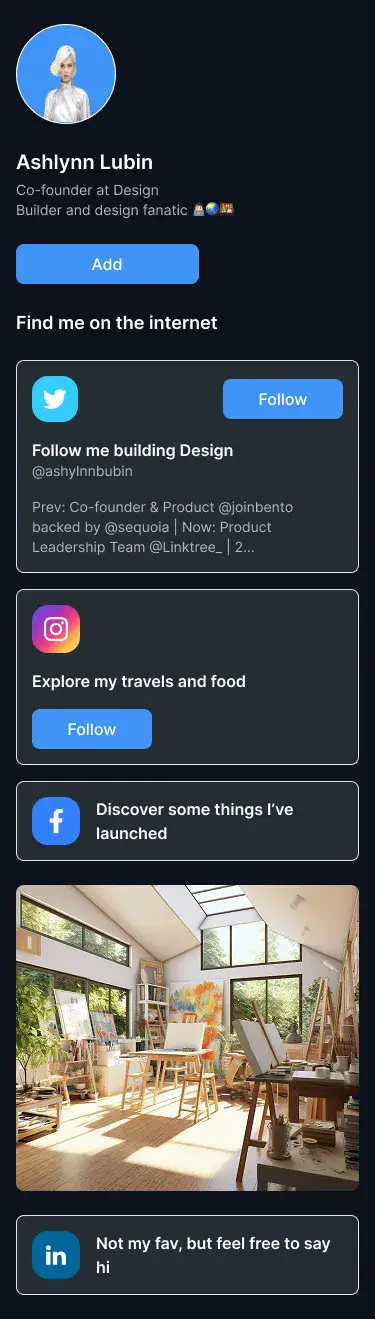 Ashlynn Lubin
Co-founder at Design
Builder and design fanatic 👩🏻‍🎨🌏🍱
Add
Find me on the internet
Follow
Follow me building Design
@ashylnnbubin
Prev: Co-founder & Product @joinbento
backed by @sequoia | Now: Product
Leadership Team @Linktree_ | 2...
Explore my travels and food
Follow
Discover some things I’ve
launched
in
Not my fav, but feel free to say
hi